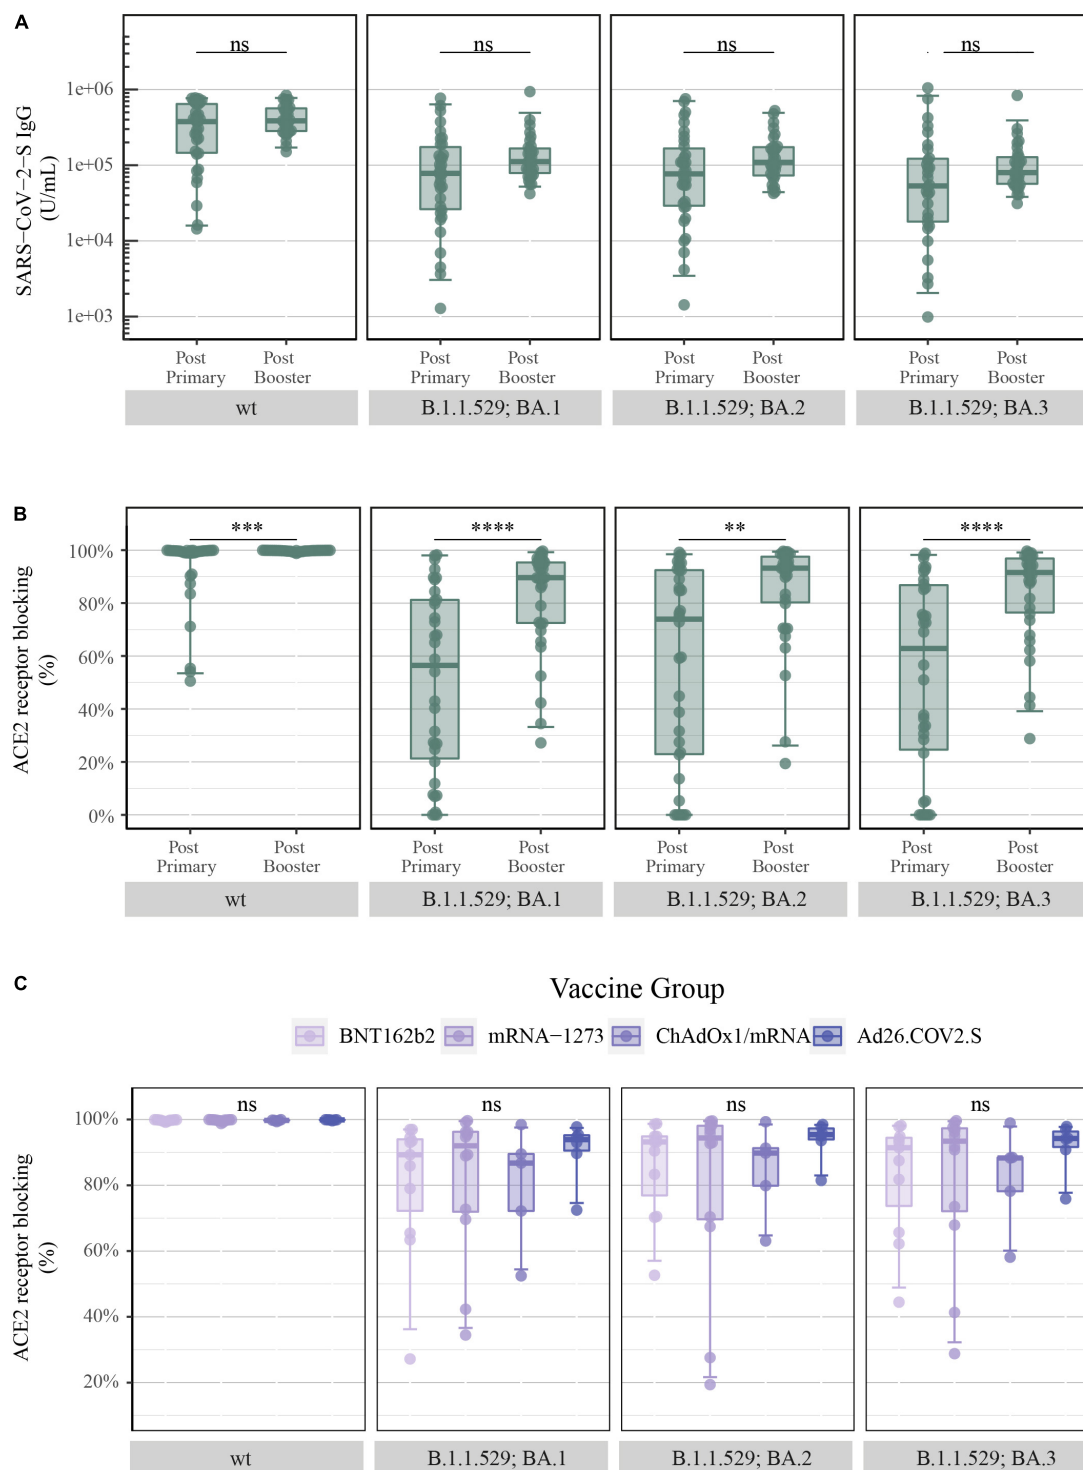 A
ns
ns
ns
ns
SARS−CoV−2−S IgG
(U/mL)
1e+06
1e+05
1e+04
1e+03
Post
Primary
Post
Booster
Post
Primary
Post
Booster
Post
Primary
Post
Booster
Post
Primary
Post
Booster
wt
B.1.1.529; BA.1
B.1.1.529; BA.2
B.1.1.529; BA.3
B
***
****
**
****
ACE2 receptor blocking
(%)
100%
80%
60%
40%
20%
0%
Post
Primary
Post
Booster
Post
Primary
Post
Booster
Post
Primary
Post
Booster
Post
Primary
Post
Booster
wt
B.1.1.529; BA.1
B.1.1.529; BA.2
B.1.1.529; BA.3
C
Vaccine Group
BNT162b2
mRNA−1273
ChAdOx1/mRNA
Ad26.COV2.S
ns
ns
ns
ns
ACE2 receptor blocking
(%)
100%
80%
60%
40%
20%
wt
B.1.1.529; BA.1
B.1.1.529; BA.2
B.1.1.529; BA.3